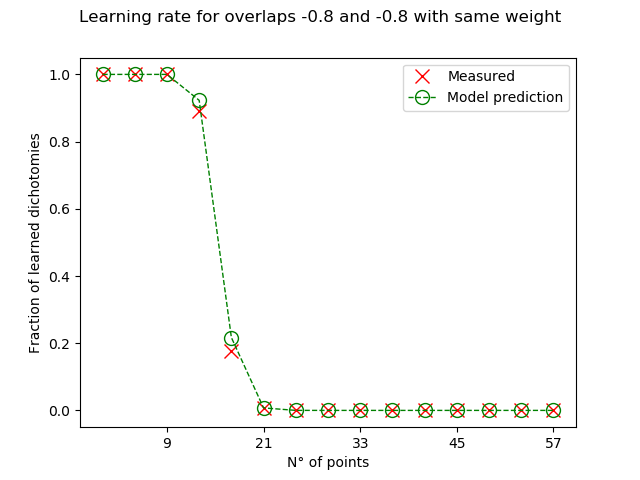 Learning rate for overlaps -0.8 and -0.8 with same weight
Measured
Model prediction
1.0
0.8
0.6
0.4
0.2
0.0
Fraction of learned dichotomies
9 21 33 45 57
N° of points